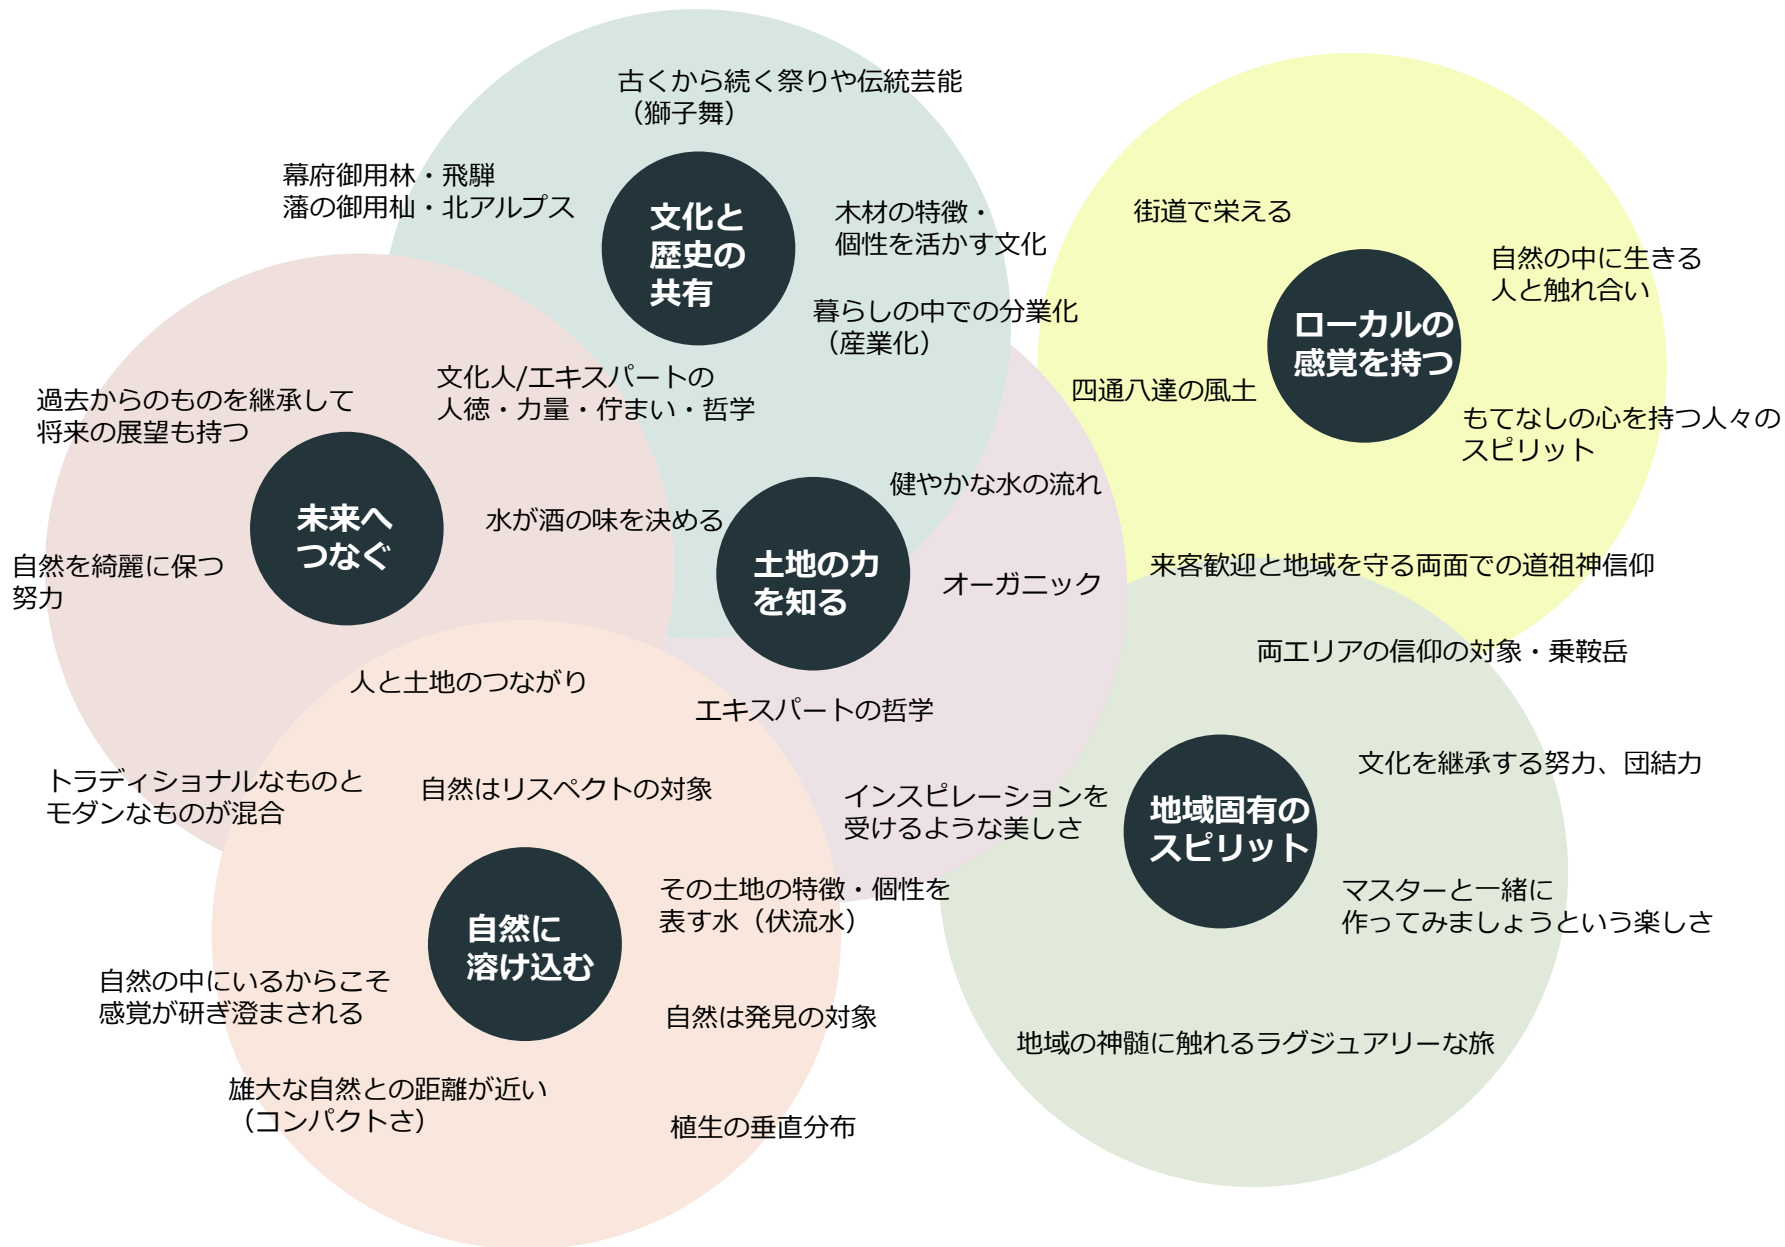 古くから続く祭りや伝統芸能
（獅子舞）
幕府御用林・飛騨
藩の御用杣・北アルプス
文化と
歴史の
共有
木材の特徴・
個性を活かす文化
暮らしの中での分業化
（産業化）
文化人/エキスパートの
人徳・力量・佇まい・哲学
街道で栄える
自然の中に生きる
人と触れ合い
ローカルの
感覚を持つ
四通八達の風土
もてなしの心を持つ人々の
スピリット
過去からのものを継承して
将来の展望も持つ
未来へ
つなぐ
自然を綺麗に保つ
努力
水が酒の味を決める
健やかな水の流れ
土地の力
を知る
オーガニック
来客歓迎と地域を守る両面での道祖神信仰
両エリアの信仰の対象・乗鞍岳
人と土地のつながり
エキスパートの哲学
トラディショナルなものと
モダンなものが混合
自然はリスペクトの対象
インスピレーションを
受けるような美しさ
文化を継承する努力、団結力
地域固有の
スピリット
マスターと一緒に
作ってみましょうという楽しさ
その土地の特徴・個性を
表す水（伏流水）
自然に
溶け込む
自然の中にいるからこそ
感覚が研ぎ澄まされる
自然は発見の対象
地域の神髄に触れるラグジュアリーな旅
雄大な自然との距離が近い
（コンパクトさ）
植生の垂直分布